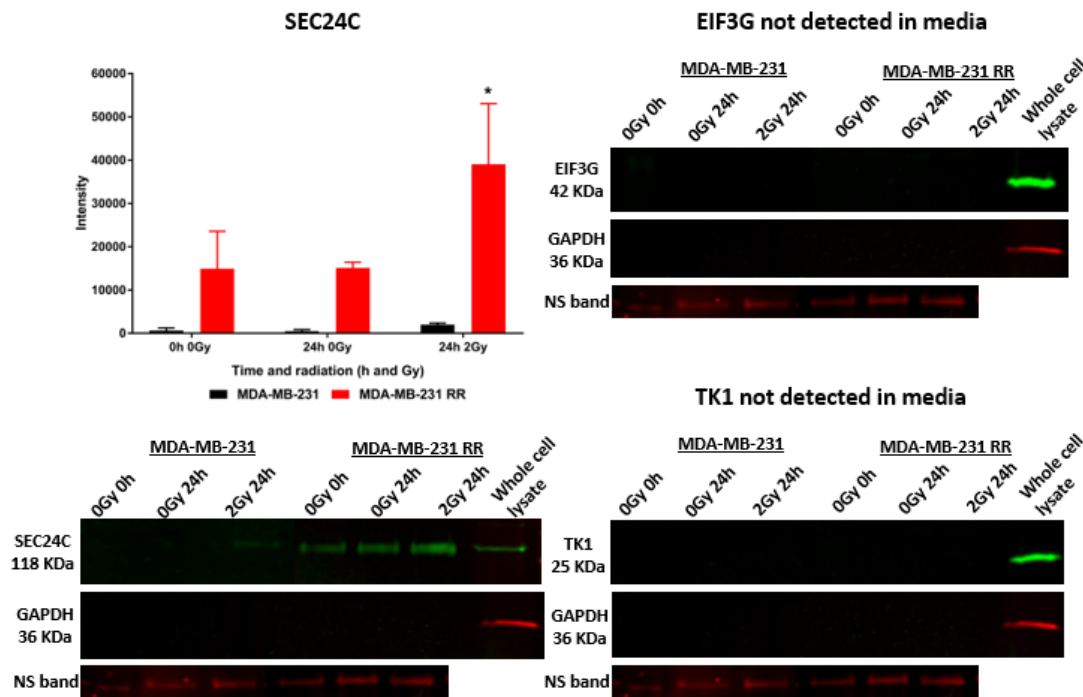 SEC24C
60000
50000
40000
30000
20000
10000
0
Intensity
*
0h 0Gy 24h 0Gy 24h 2Gy
Time and radiation (h and Gy)
MDA-MB-231 MDA-MB-231 RR
EIF3G not detected in media
MDA-MB-231 MDA-MB-231 RR
0Gy 0h 0Gy 24h 2Gy 24h 0Gy 0h 0Gy 24h 2Gy 24h Whole cell lysate
EIF3G
42 KDa
GAPDH
36 KDa
NS band
MDA-MB-231 MDA-MB-231 RR
0Gy 0h 0Gy 24h 2Gy 24h 0Gy 0h 0Gy 24h 2Gy 24h Whole cell lysate
SEC24C
118 KDa
GAPDH
36 KDa
NS band
TK1 not detected in media
MDA-MB-231 MDA-MB-231 RR
0Gy 0h 0Gy 24h 2Gy 24h 0Gy 0h 0Gy 24h 2Gy 24h Whole cell lysate
TK1
25 KDa
GAPDH
36 KDa
NS band